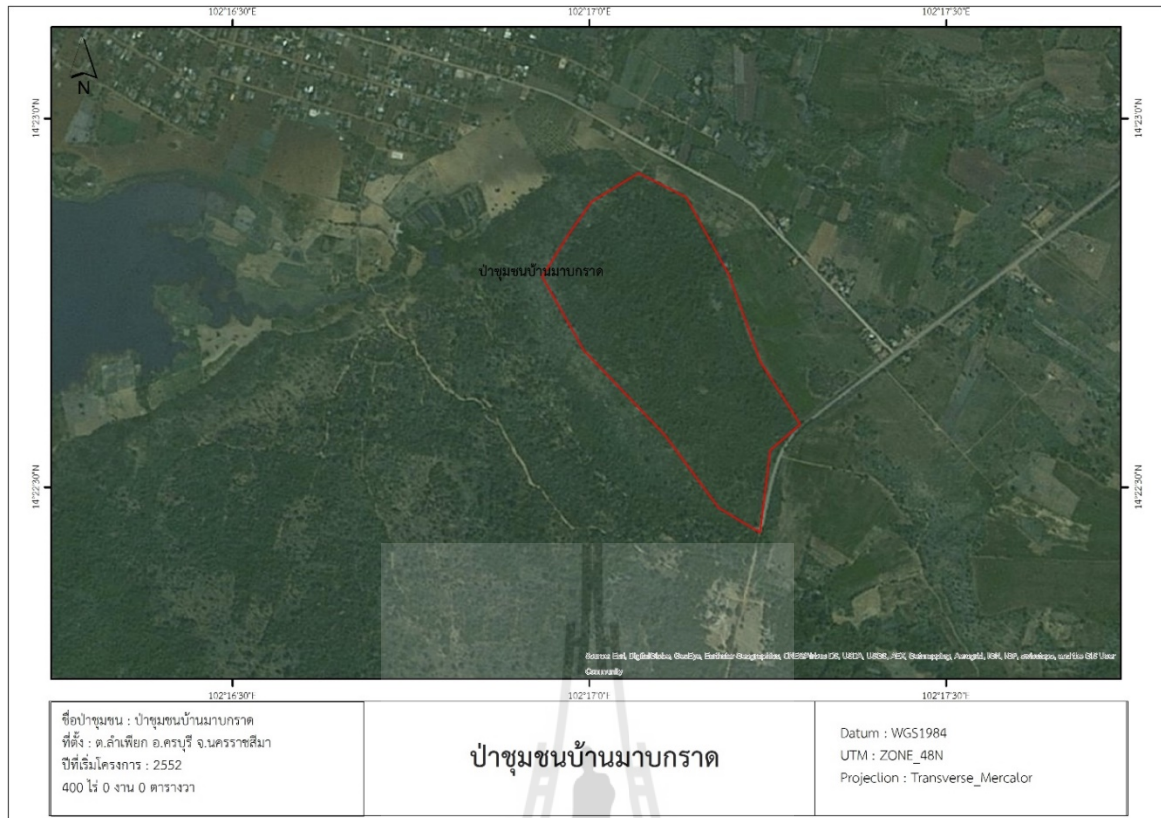 102°16'30"E 102°17'0"E 102°17'30"E
N
14°23'0"N 14°23'0"N
ป่าชุมชนบ้านมาบกราด
14°22'30"N 14°22'30"N
Community
102°16'30"E 102°17'0"E 102°17'30"E
ชื่อป่าชุมชน : ป่าชุมชนบ้านมาบกราด
ที่ตั้ง : ต.ลำเพียก อ.ครบุรี จ.นครราชสีมา
ปีที่เริ่มโครงการ : 2552
400 ไร่ 0 งาน 0 ตารางวา
ป่าชุมชนบ้านมาบกราด
Datum : WGS1984
UTM : ZONE_48N
Projeclion : Transverse_Mercalor